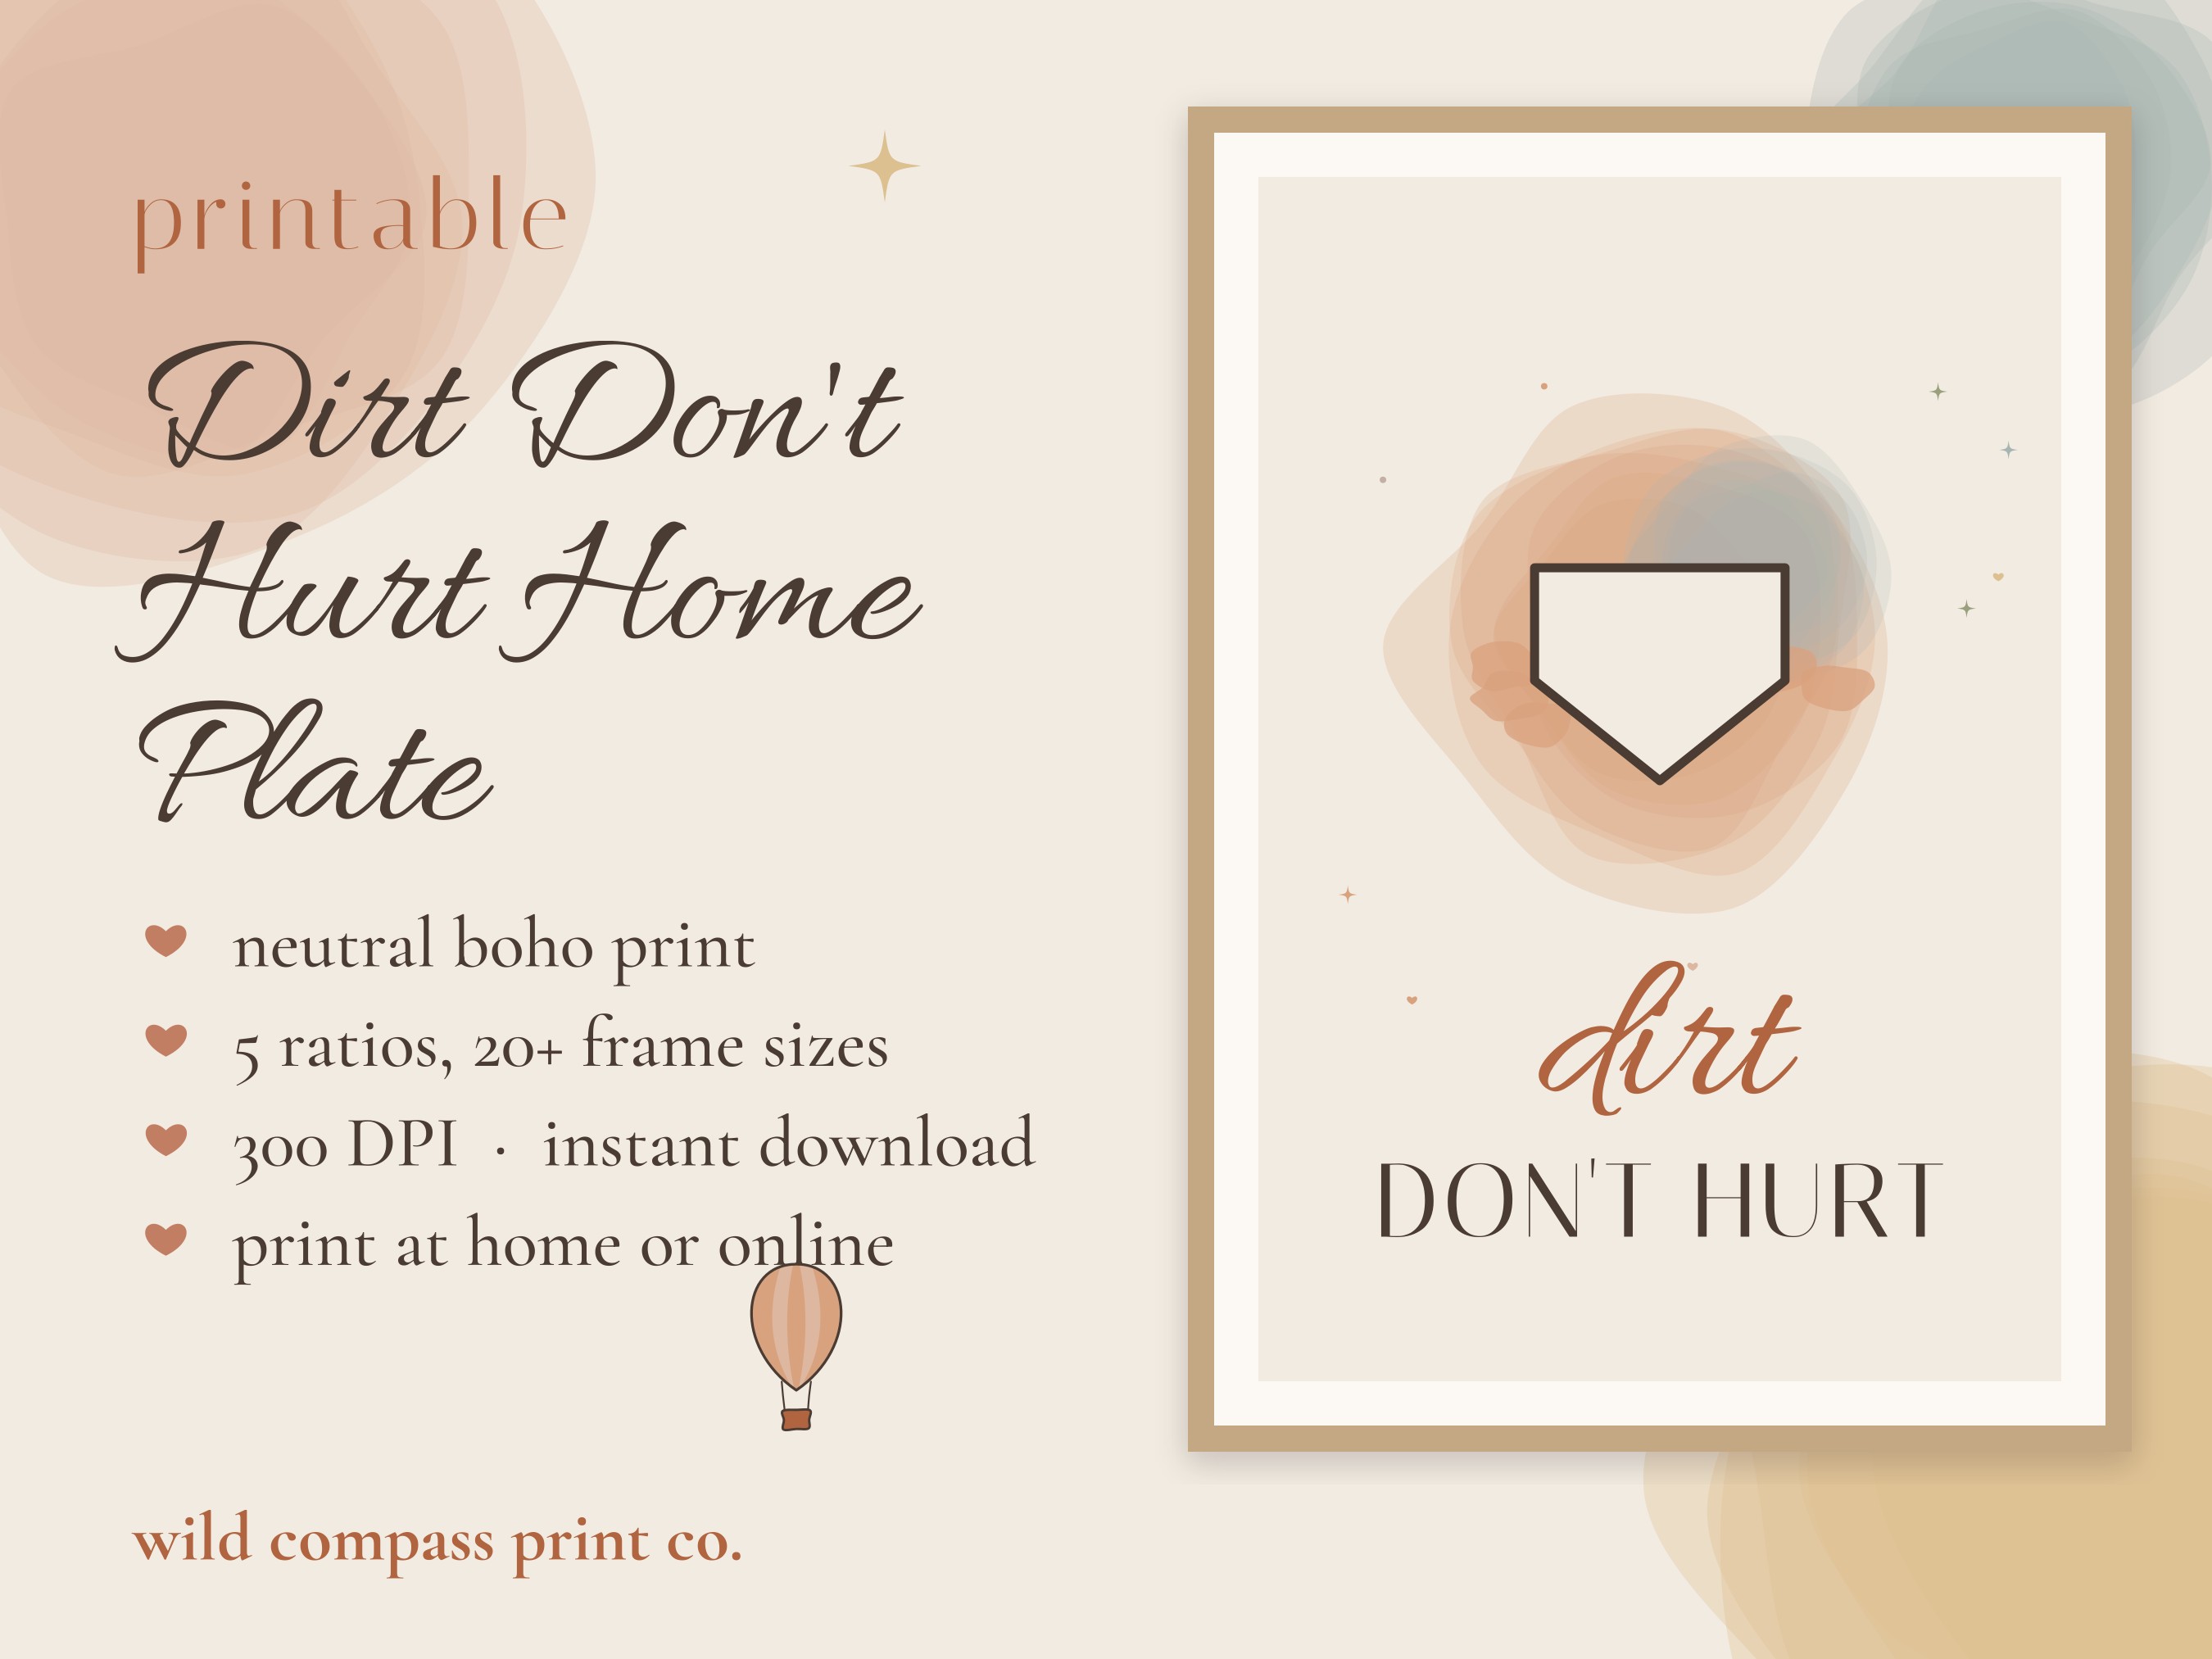 printable
Dirt Don't
Hurt Home
Plate
neutral boho print
5 ratios, 20+ frame sizes
300 DPI · instant download
print at home or online
wild compass print co.
dirt
DON'T HURT